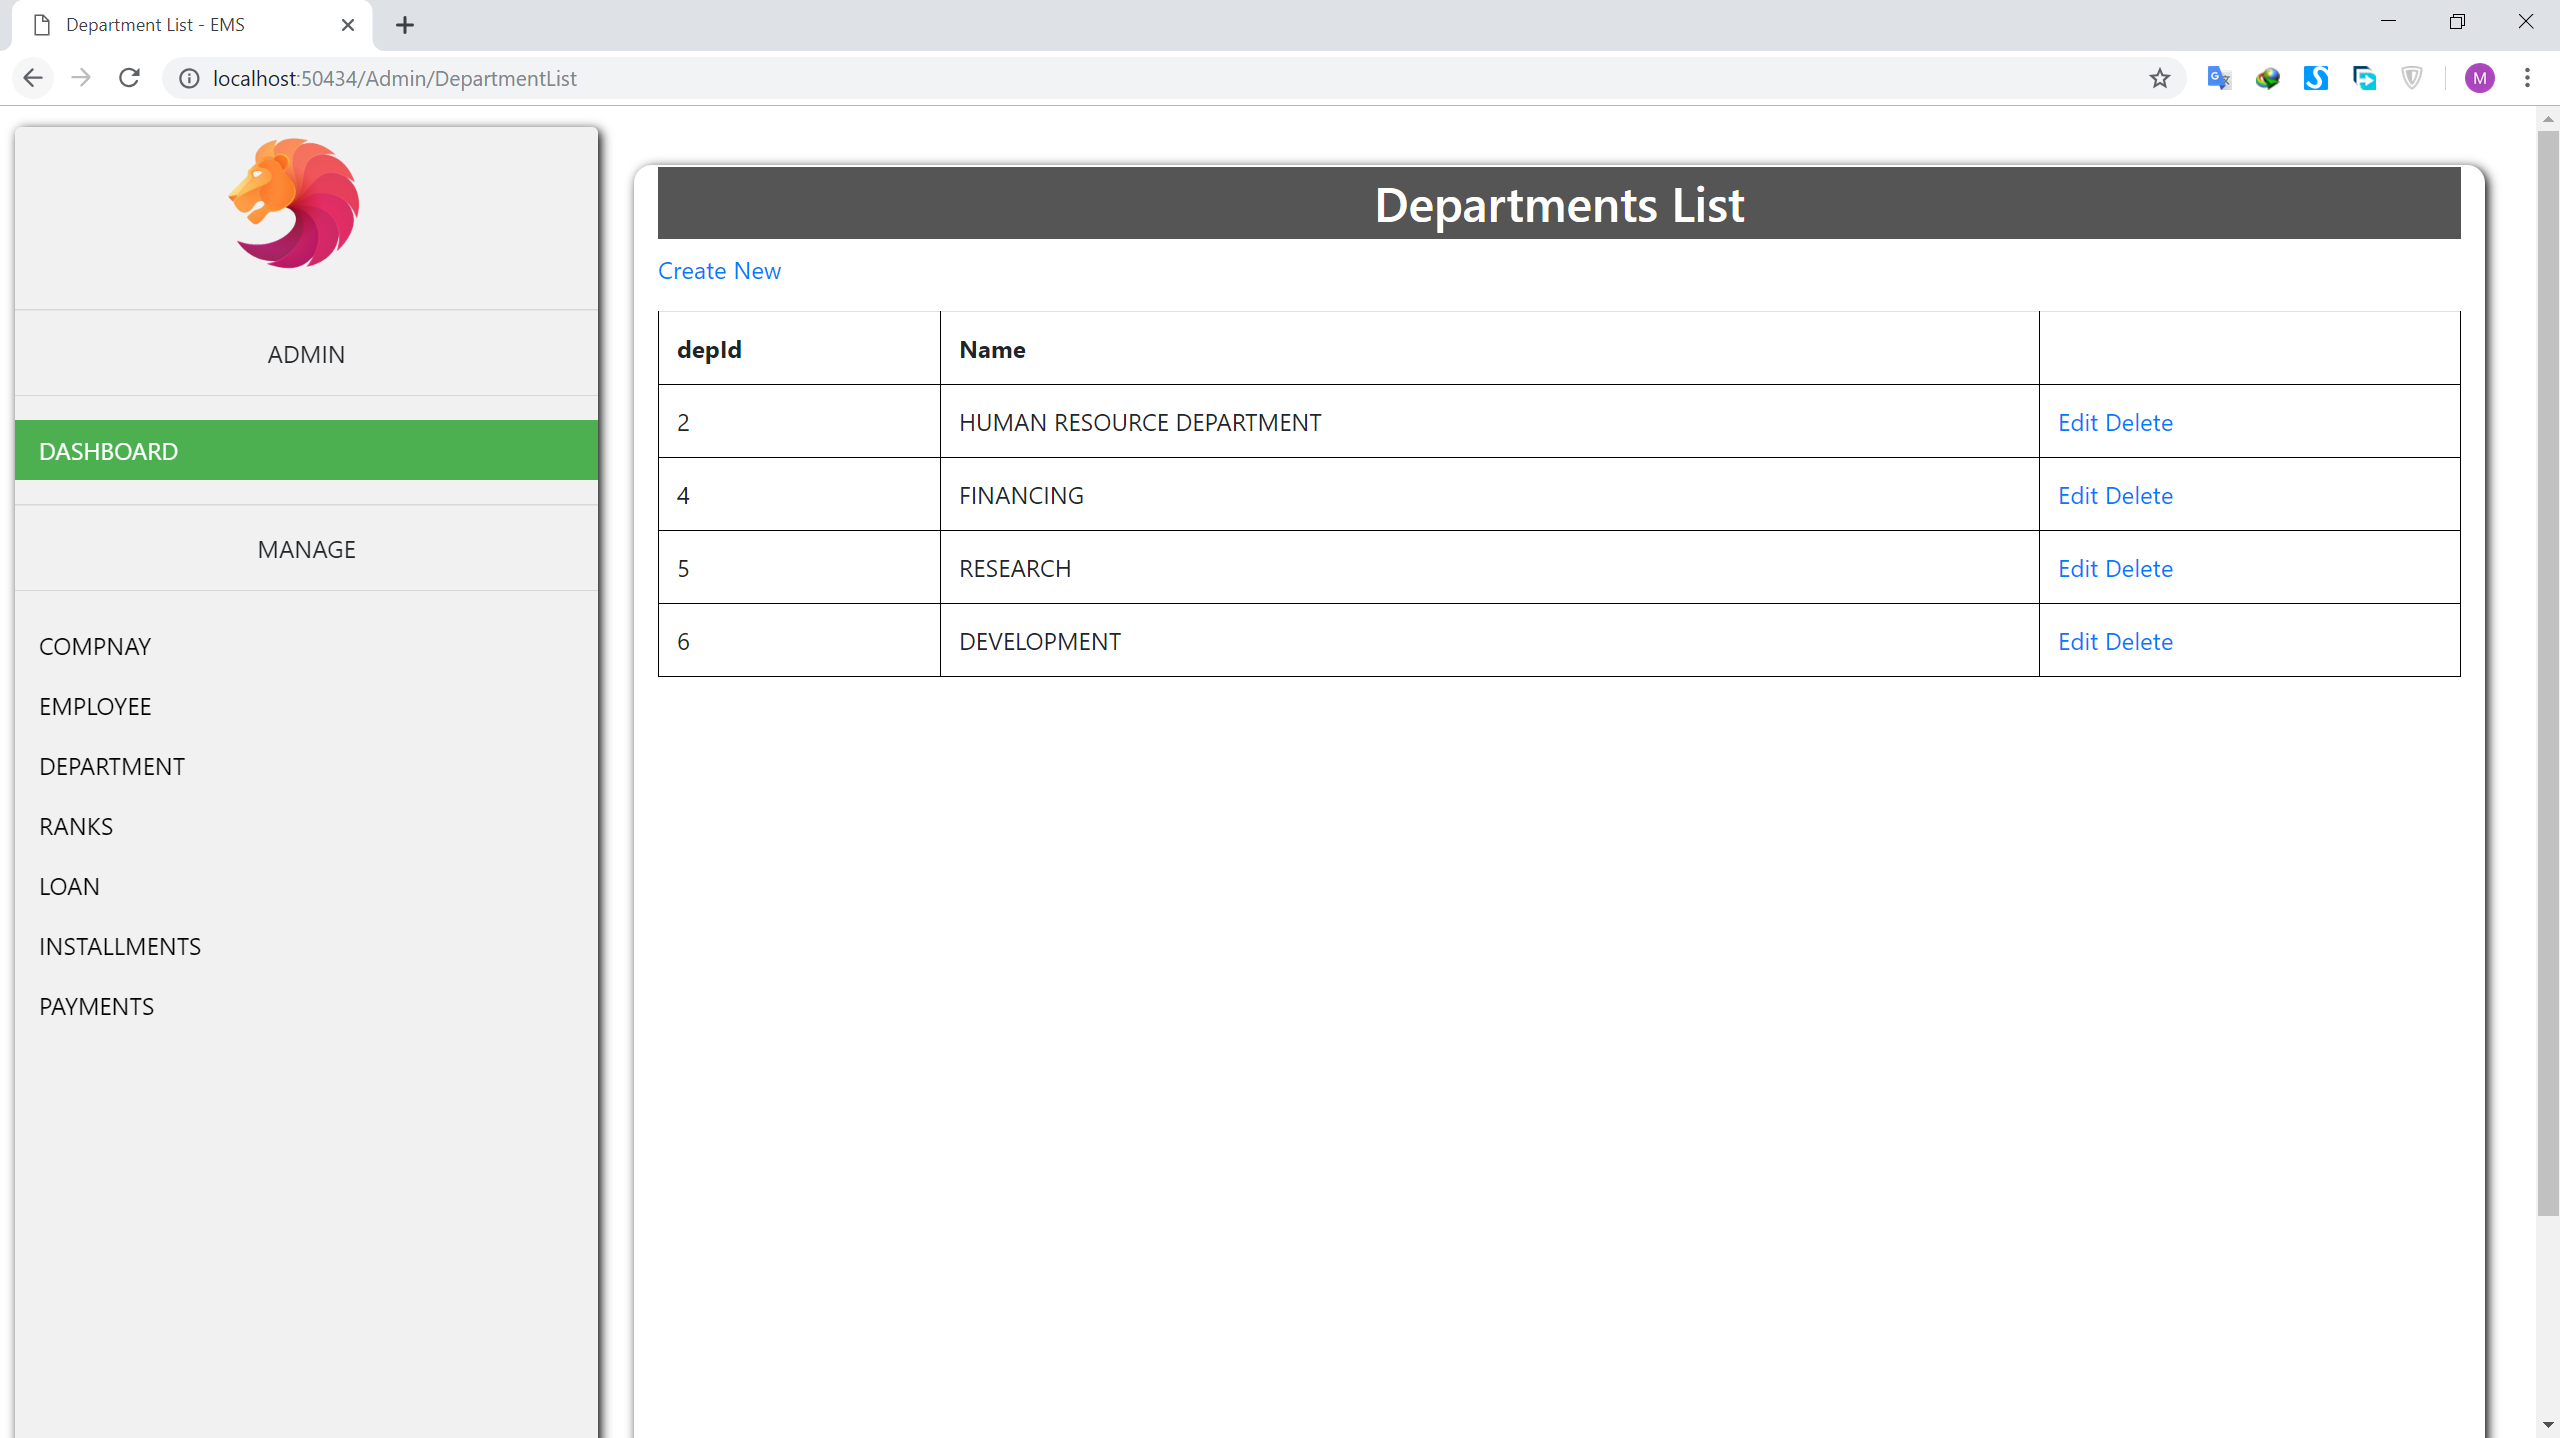 Department List - EMS
localhost:50434/Admin/DepartmentList
M
ADMIN
DASHBOARD
MANAGE
COMPNAY
EMPLOYEE
DEPARTMENT
RANKS
LOAN
INSTALLMENTS
PAYMENTS
Departments List
Create New
depId Name
2 HUMAN RESOURCE DEPARTMENT Edit Delete
4 FINANCING Edit Delete
5 RESEARCH Edit Delete
6 DEVELOPMENT Edit Delete